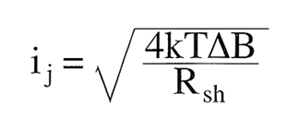 i_j = √(4kTΔB / R_sh)